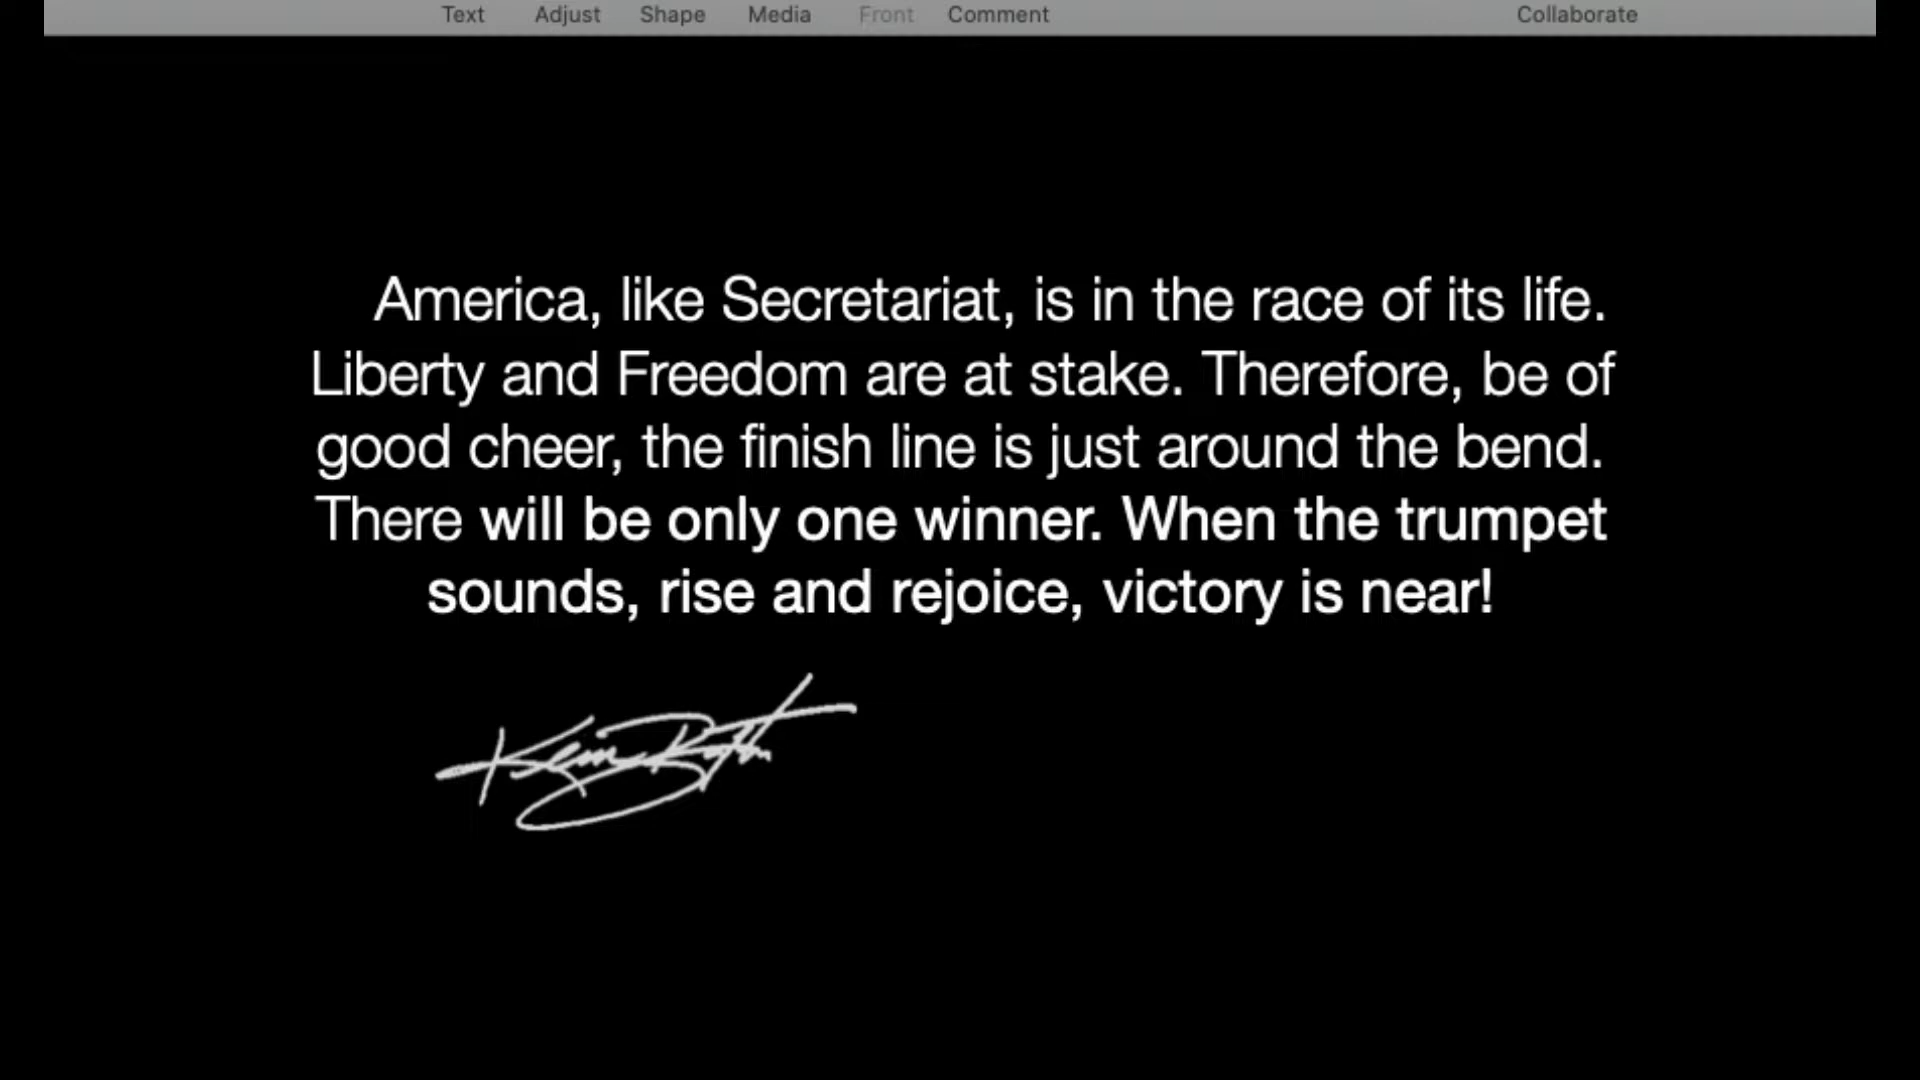 Text Adjust Shape Media Front Comment Collaborate
America, like Secretariat, is in the race of its life.
Liberty and Freedom are at stake. Therefore, be of
good cheer, the finish line is just around the bend.
There will be only one winner. When the trumpet
sounds, rise and rejoice, victory is near!